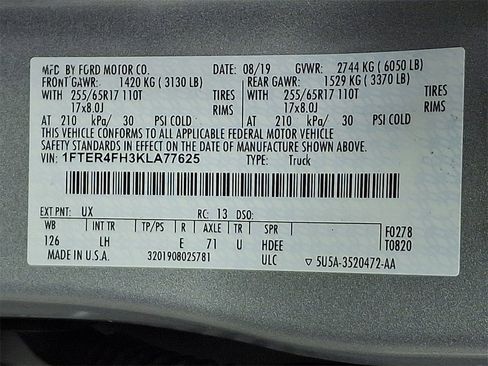 MFD. BY FORD MOTOR CO. DATE: 08/19 GVWR: 2744 KG ( 6050 LB)
FRONT GAWR: 1420 KG ( 3130 LB) REAR GAWR: 1529 KG ( 3370 LB)
WITH 255/65R17 110T TIRES WITH 255/65R17 110T TIRES
17x8.0J RIMS 17x8.0J RIMS
AT 210 kPa/ 30 PSI COLD AT 210 kPa/ 30 PSI COLD
THIS VEHICLE CONFORMS TO ALL APPLICABLE FEDERAL MOTOR VEHICLE
SAFETY STANDARDS IN EFFECT ON THE DATE OF MANUFACTURE SHOWN ABOVE.
VIN: 1FTER4FH3KLA77625 TYPE: Truck
EXT PNT: UX RC: 13 DSO:
WB INT TR TP/PS R AXLE TR SPR F0278
126 LH E 71 U HDEE T0820
MADE IN U.S.A. 3201908025781 ULC ▽ 5U5A-3520472-AA